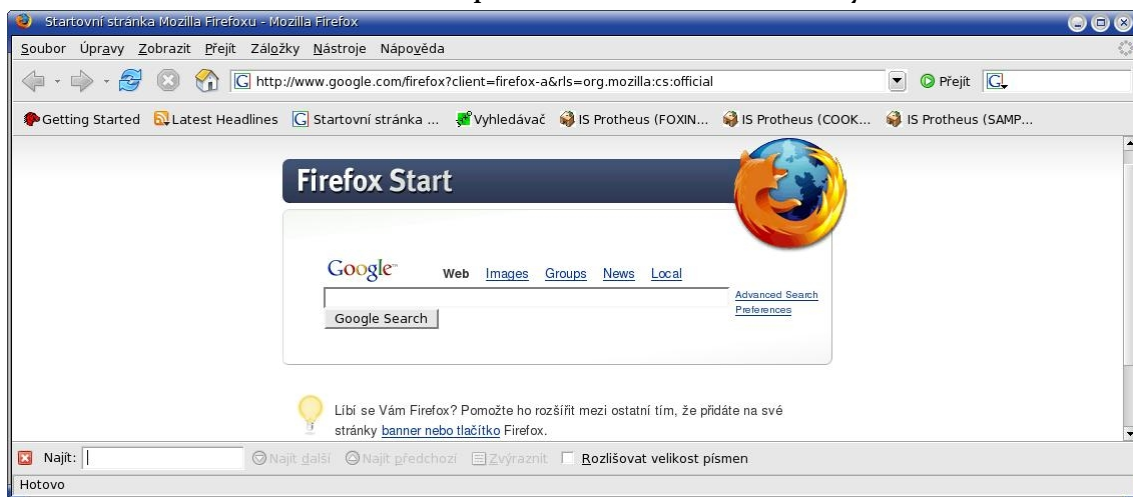 Startovní stránka Mozilla Firefoxu - Mozilla Firefox
Soubor Úpravy Zobrazit Přejít Záložky Nástroje Nápověda
http://www.google.com/firefox?client=firefox-a&rls=org.mozilla:cs:official Přejít
Getting Started Latest Headlines Startovní stránka ... Vyhledávač IS Protheus (FOXIN... IS Protheus (COOK... IS Protheus (SAMP...
Firefox Start
Google™ Web Images Groups News Local
Advanced Search
Preferences
Google Search
Líbí se Vám Firefox? Pomožte ho rozšířit mezi ostatní tím, že přidáte na své
stránky banner nebo tlačítko Firefox.
Najít: Najít další Najít předchozí Zvýraznit Rozlišovat velikost písmen
Hotovo